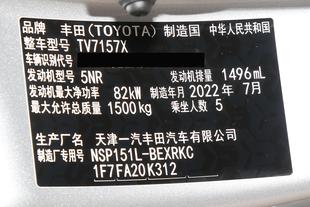 品牌 丰田(TOYOTA) 制造国 中华人民共和国
整车型号 TV7157X
车辆识别代号
发动机型号 5NR 发动机排量 1496mL
发动机最大净功率 82kW 制造年月 2022年7月
最大允许总质量 1500kg 乘坐人数 5
生产厂名 天津一汽丰田汽车有限公司
制造厂专用号 NSP151L-BEXRKC
1F7FA20K312